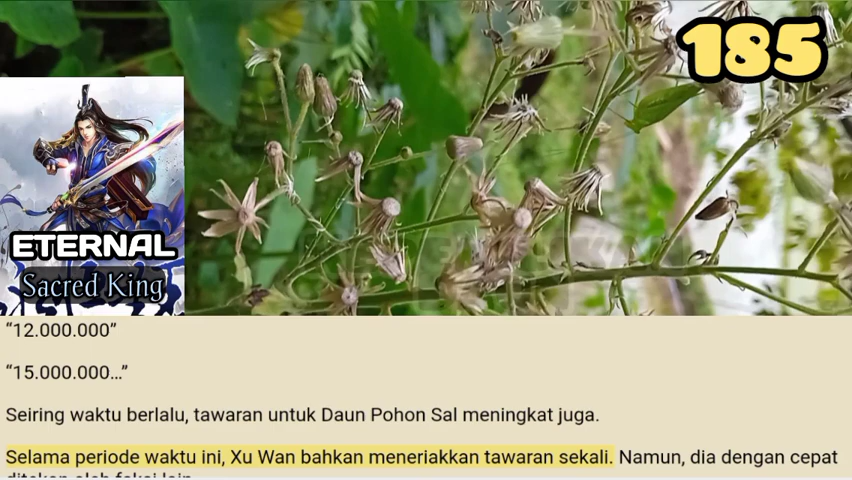 185
ETERNAL
Sacred King
“12.000.000”
“15.000.000…”
Seiring waktu berlalu, tawaran untuk Daun Pohon Sal meningkat juga.
Selama periode waktu ini, Xu Wan bahkan meneriakkan tawaran sekali. Namun, dia dengan cepat